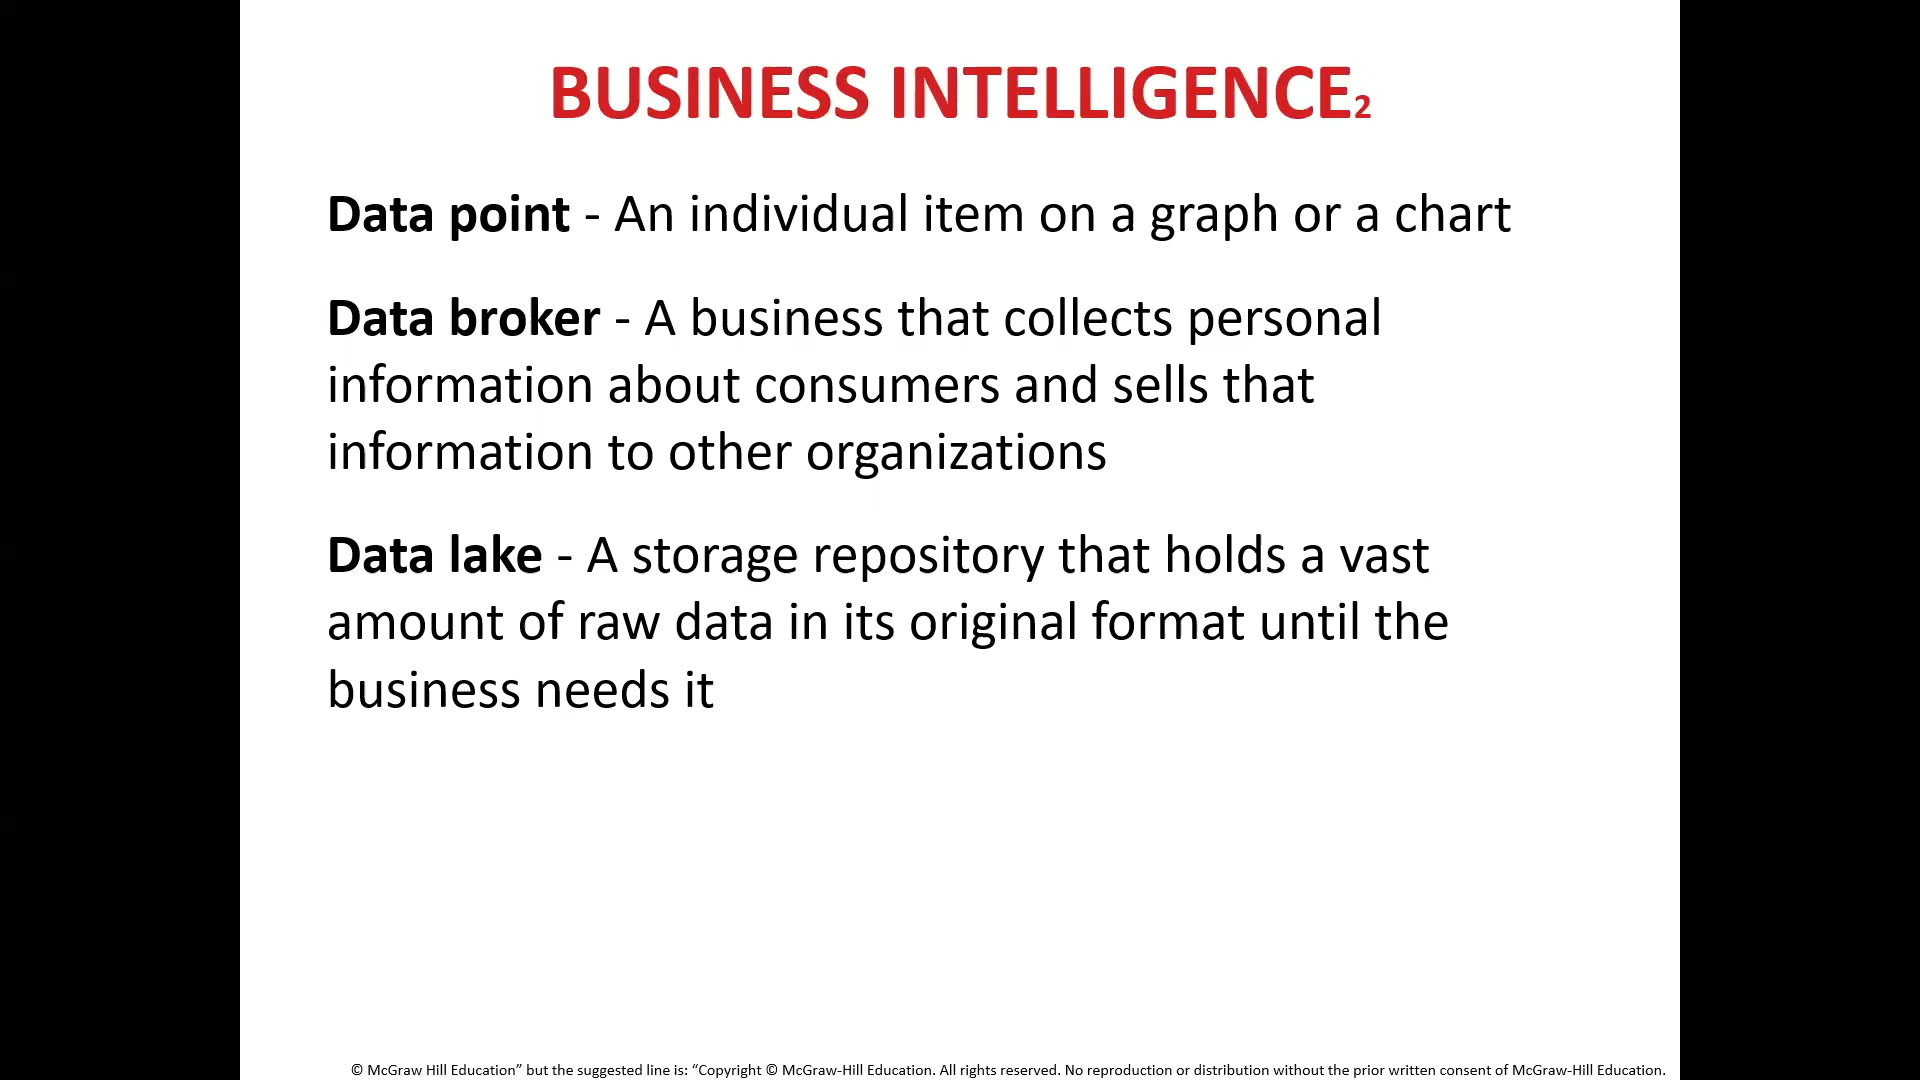 BUSINESS INTELLIGENCE2
Data point - An individual item on a graph or a chart
Data broker - A business that collects personal
information about consumers and sells that
information to other organizations
Data lake - A storage repository that holds a vast
amount of raw data in its original format until the
business needs it
© McGraw Hill Education” but the suggested line is: “Copyright © McGraw-Hill Education. All rights reserved. No reproduction or distribution without the prior written consent of McGraw-Hill Education.